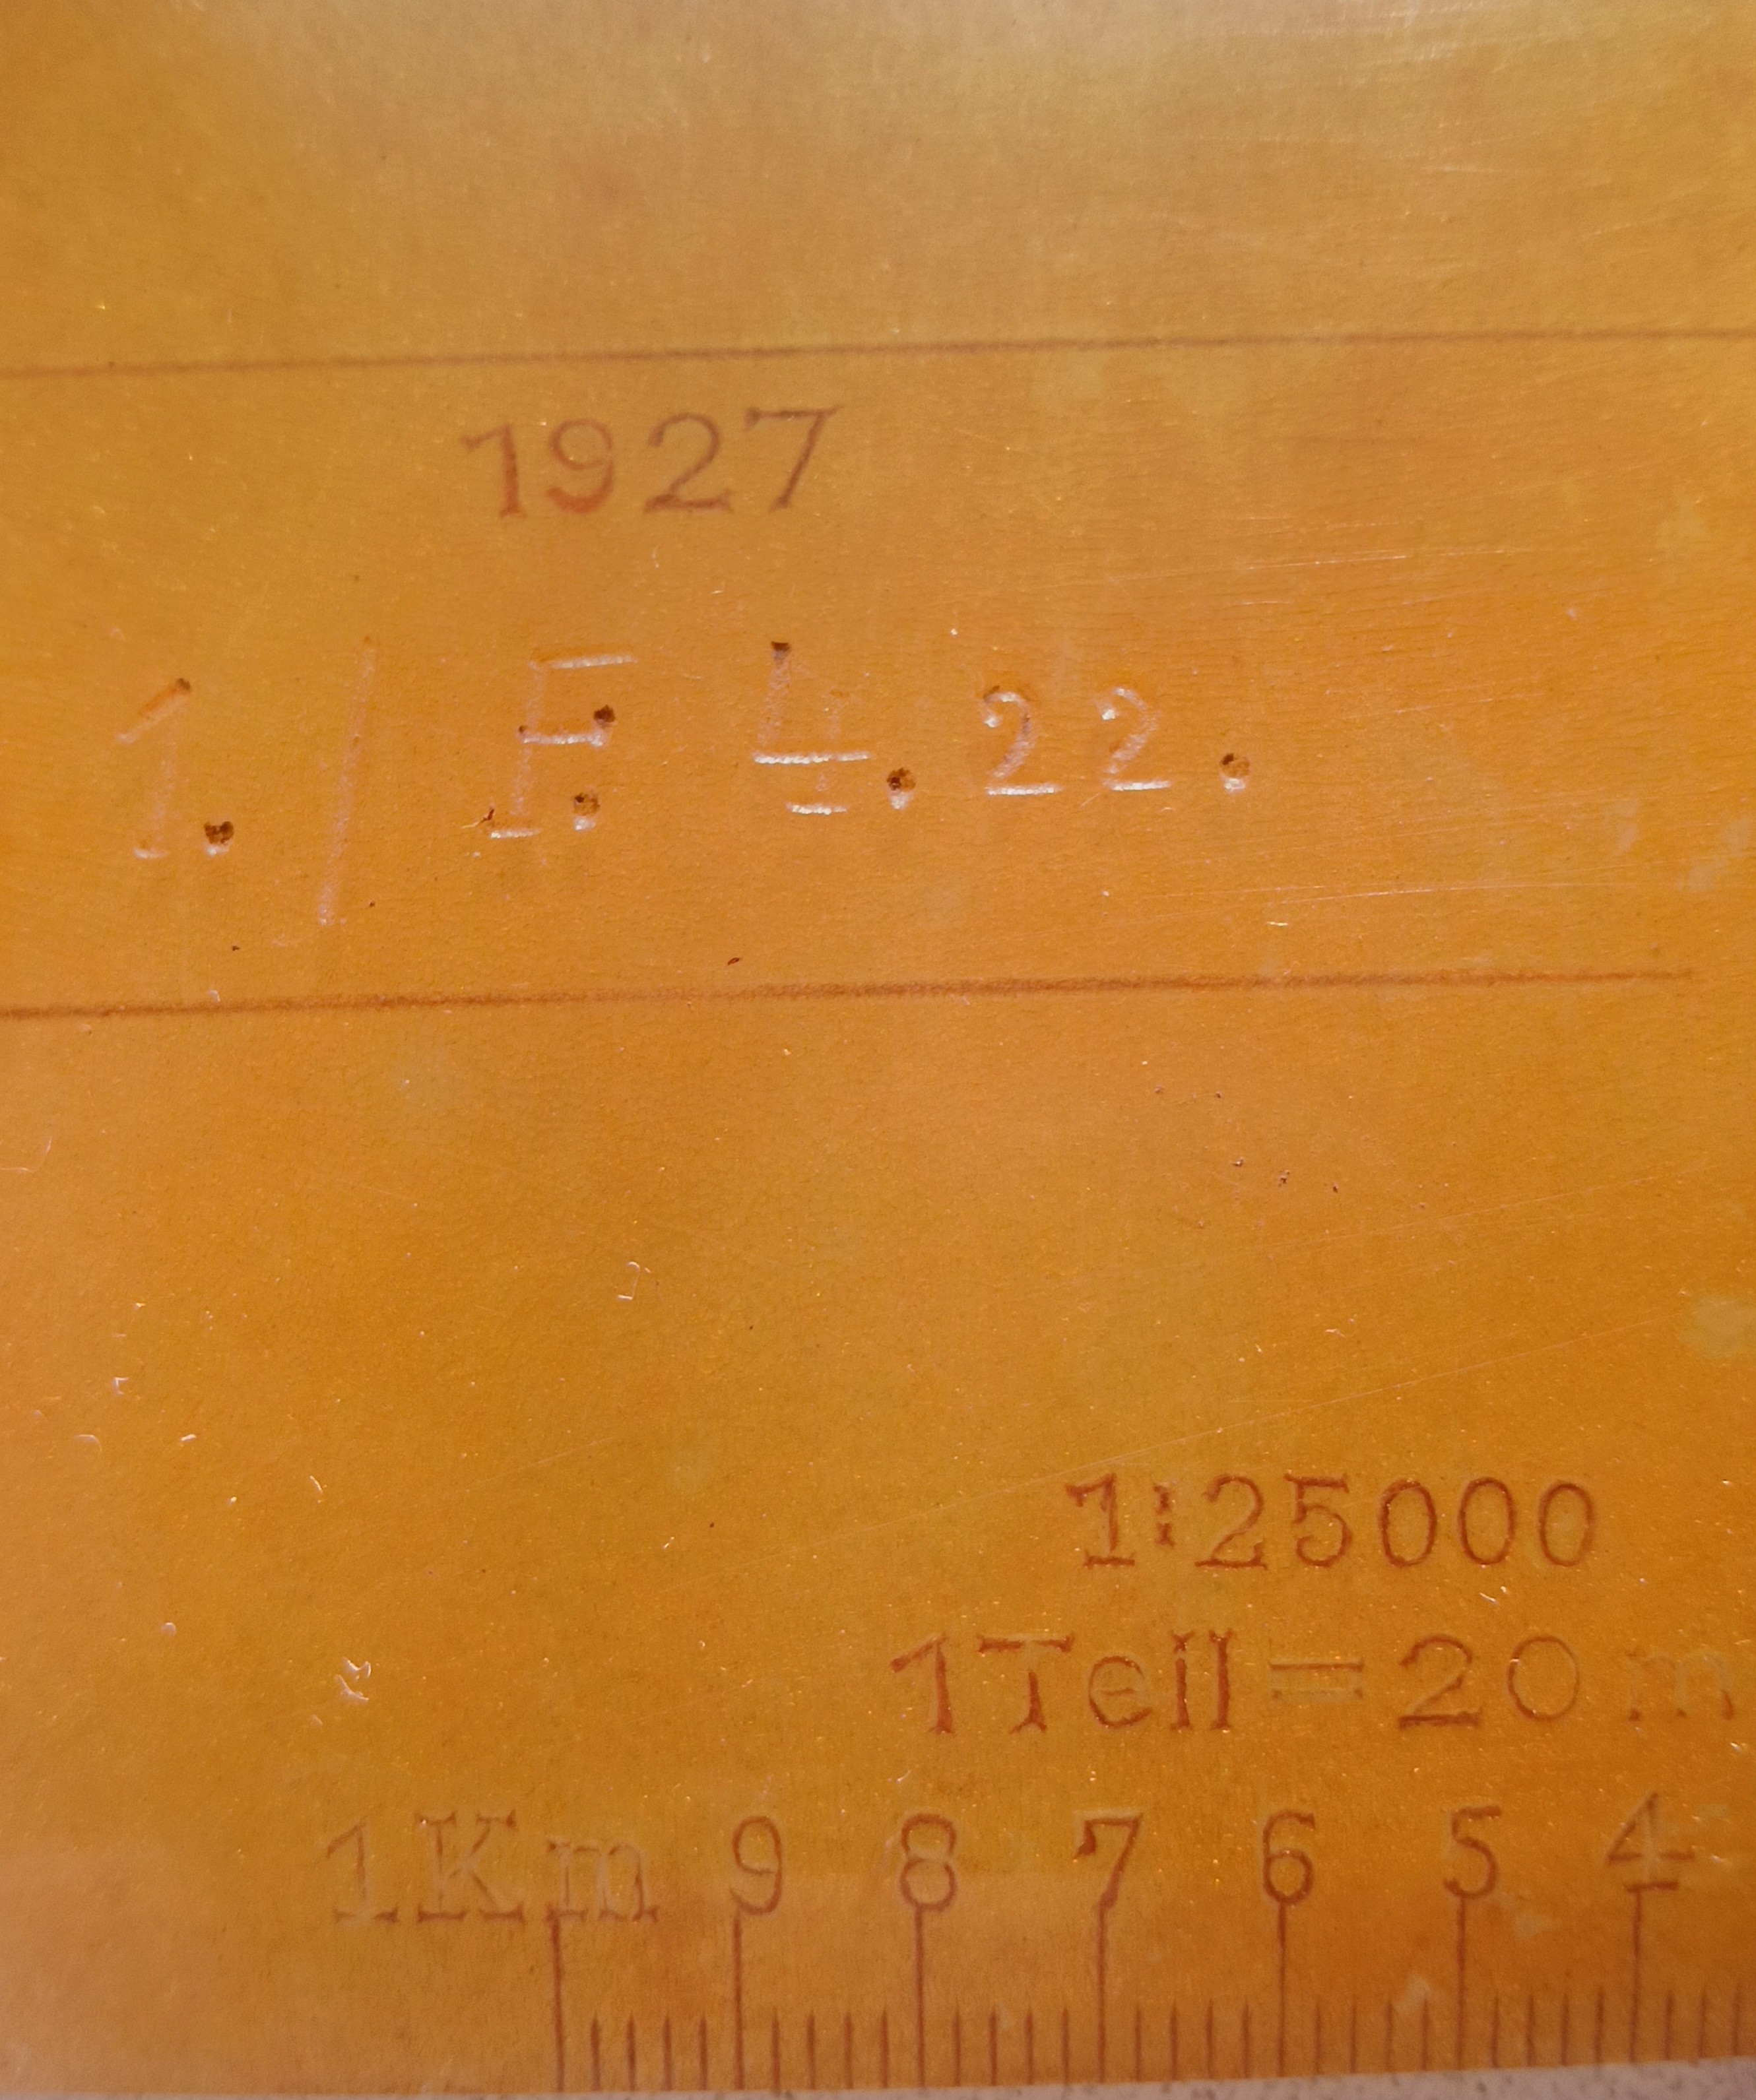 1927
1. / F. 4. 22.
1:25000
1 Teil = 20 m
1Km 9 8 7 6 5 4